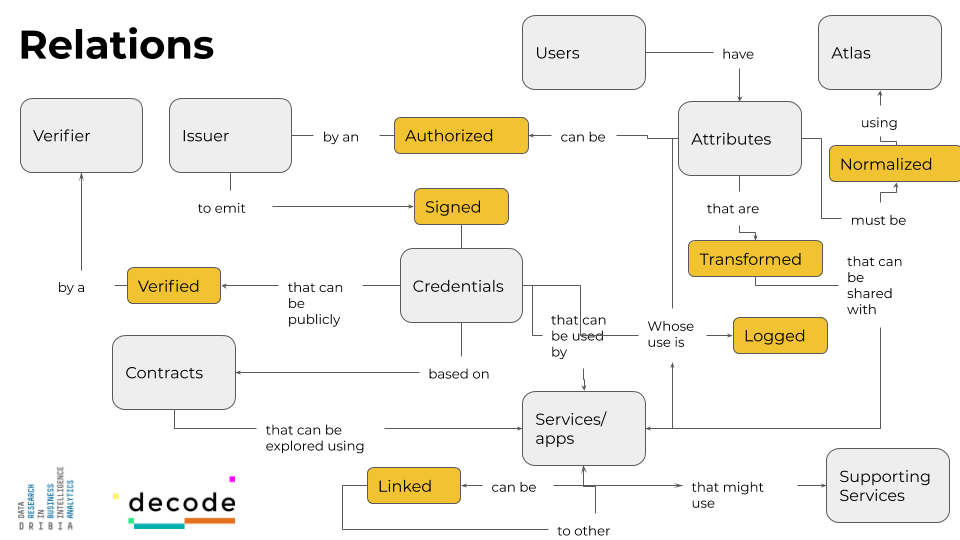 Relations
Users
have
Atlas
Verifier
Issuer
by an
Authorized
can be
Attributes
using
Normalized
to emit
Signed
that are
must be
Transformed
that can
be
shared
with
by a
Verified
that can
be
publicly
Credentials
that can
be used
by
Whose
use is
Logged
Contracts
based on
that can be
explored using
Services/
apps
Linked
can be
that might
use
Supporting
Services
to other
DATA
RESEARCH
IN
BUSINESS
INTELLIGENCE
ANALYTICS
DRIBIA
decode